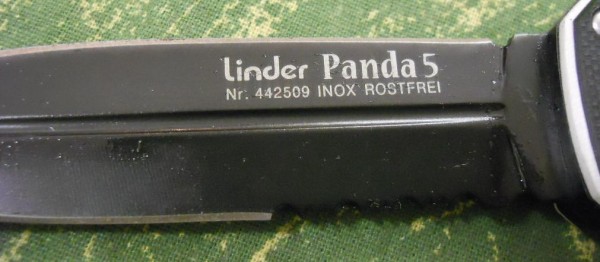 Linder Panda 5
Nr. 442509 INOX ROSTFREI